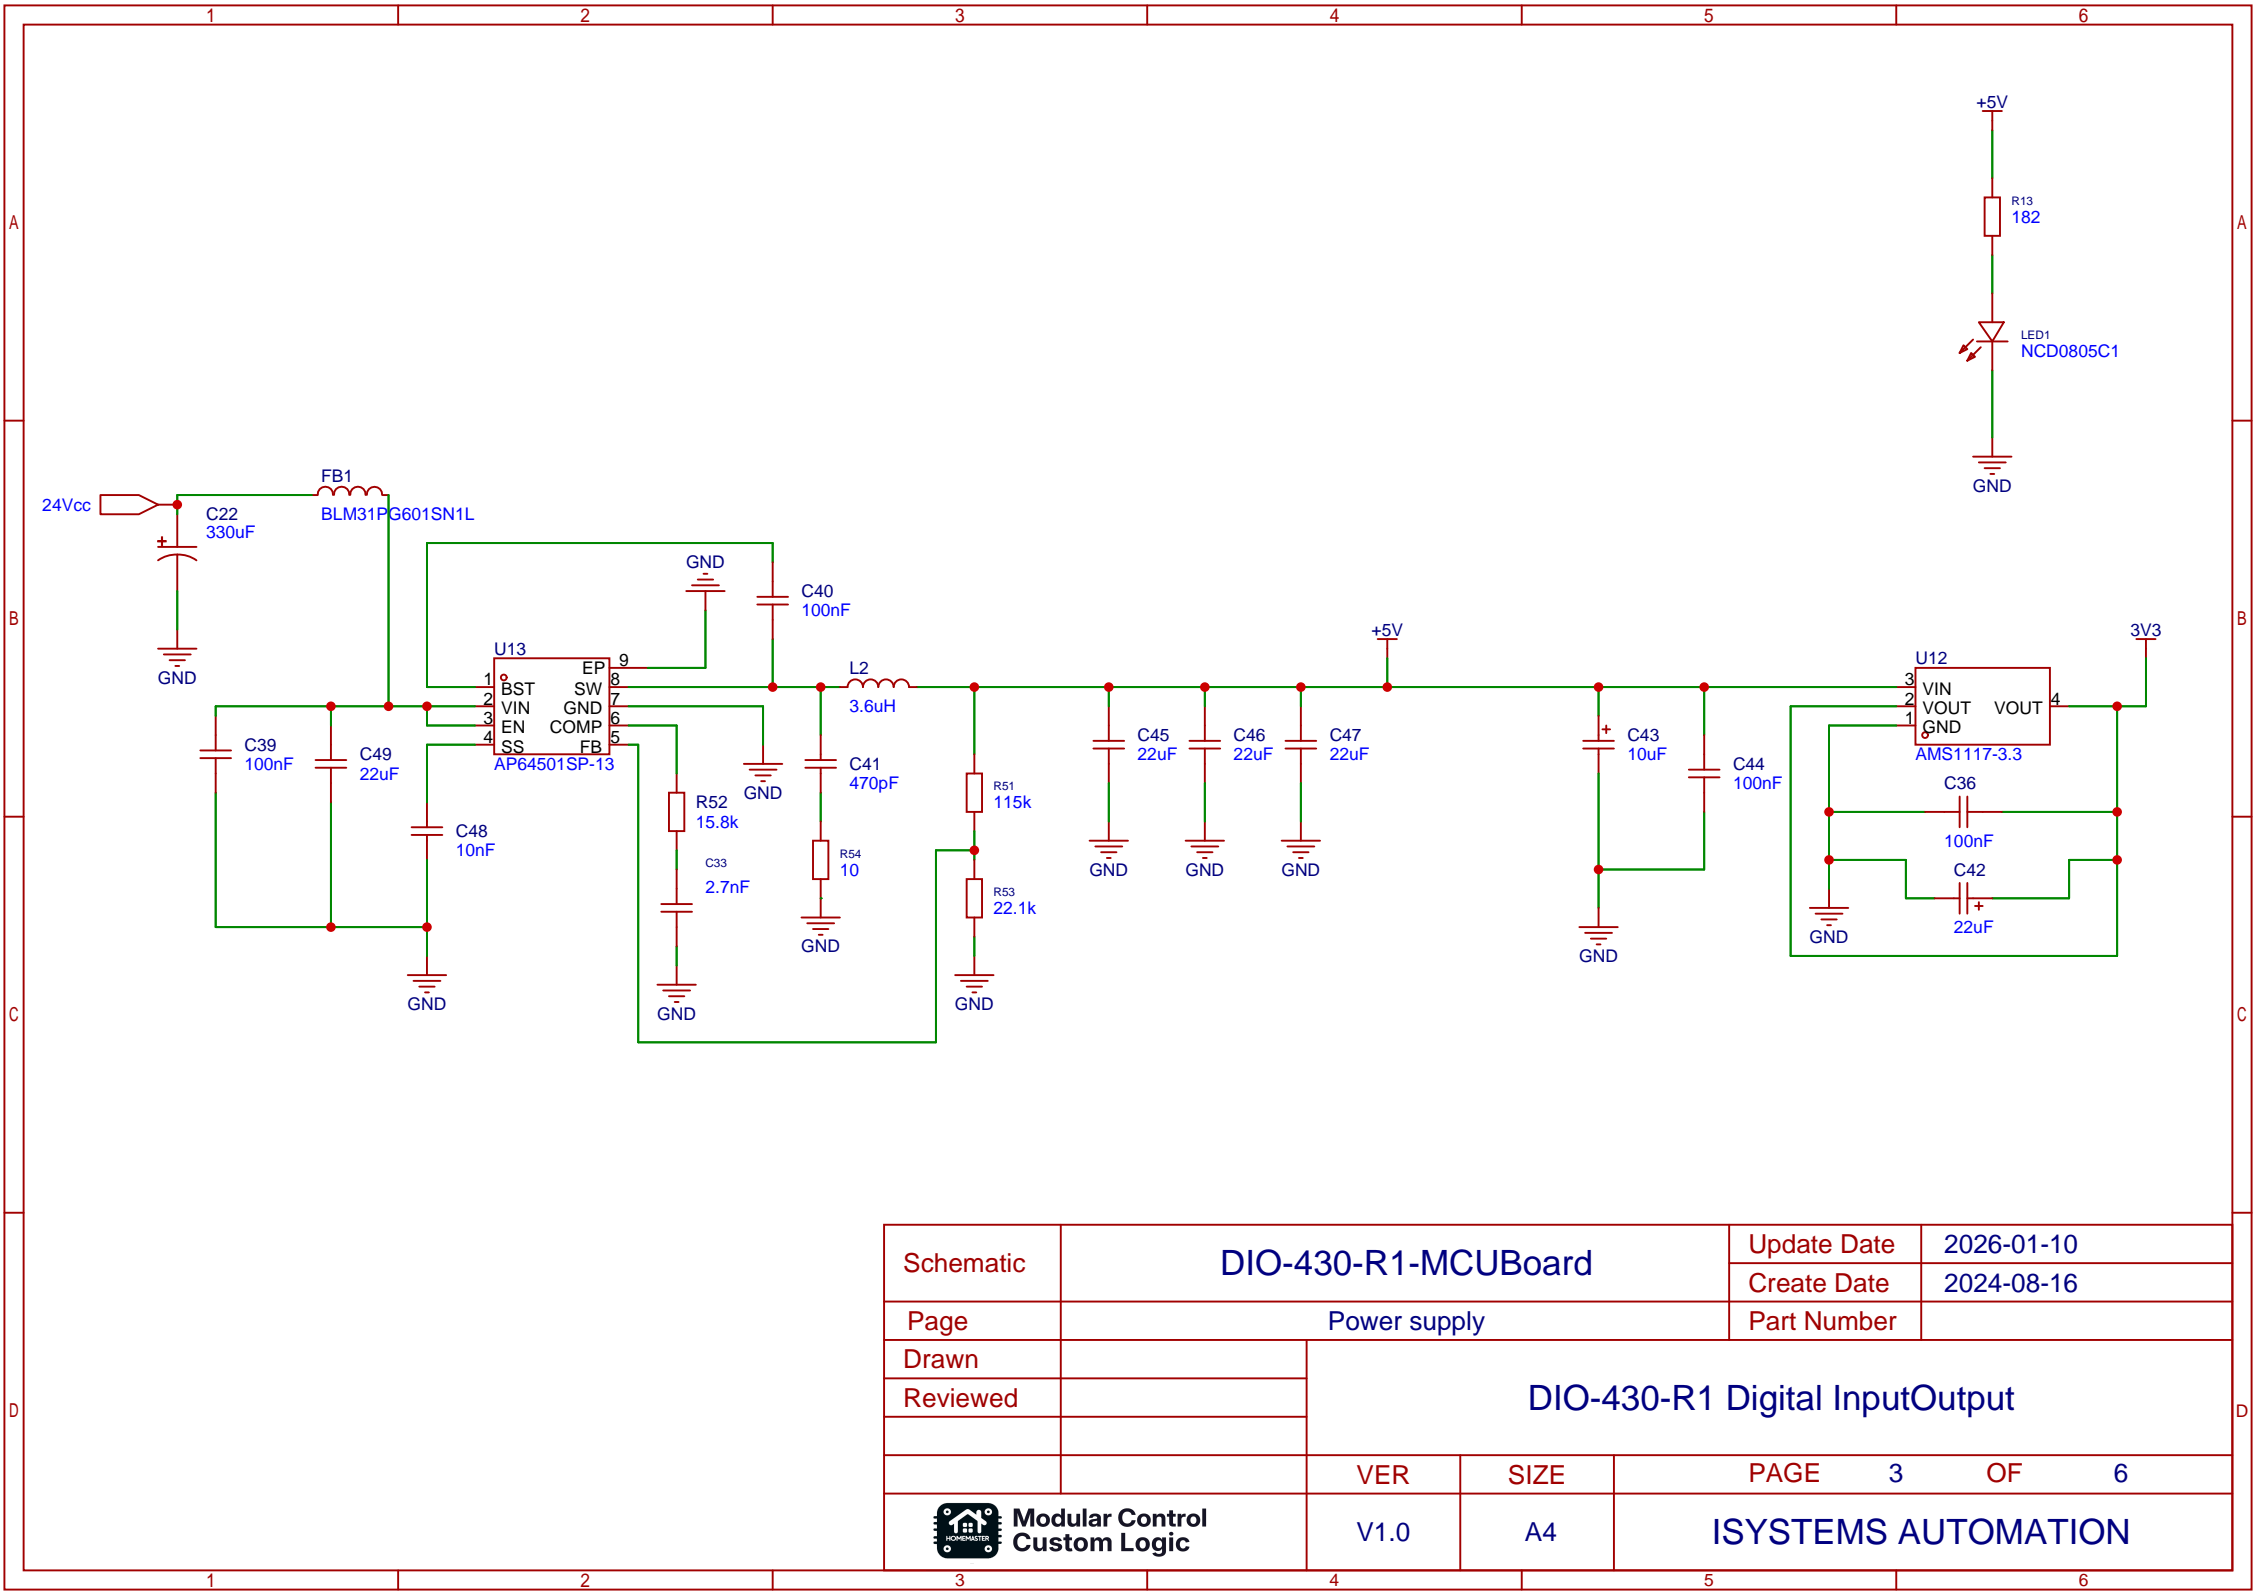 1 2 3 4 5 6
A A
B B
C C
D D
+5V
R13
182
LED1
NCD0805C1
GND
24Vcc
C22
330uF
GND
FB1
BLM31PG601SN1L
GND
C40
100nF
U13
1 BST
2 VIN
3 EN
4 SS
EP 9
SW 8
GND 7
COMP 6
FB 5
AP64501SP-13
C39
100nF
C49
22uF
C48
10nF
GND
R52
15.8k
C33
2.7nF
GND
GND
C41
470pF
R54
10
GND
L2
3.6uH
R51
115k
R53
22.1k
GND
C45
22uF
GND
C46
22uF
GND
C47
22uF
GND
+5V
C43
10uF
GND
C44
100nF
U12
3 VIN
2 VOUT
1 GND
VOUT 4
AMS1117-3.3
3V3
C36
100nF
C42
22uF
GND
Schematic
DIO-430-R1-MCUBoard
Update Date 2026-01-10
Create Date 2024-08-16
Page
Power supply
Part Number
Drawn
Reviewed
DIO-430-R1 Digital InputOutput
VER SIZE PAGE 3 OF 6
HOMEMASTER
Modular Control
Custom Logic
V1.0 A4 ISYSTEMS AUTOMATION
1 2 3 4 5 6